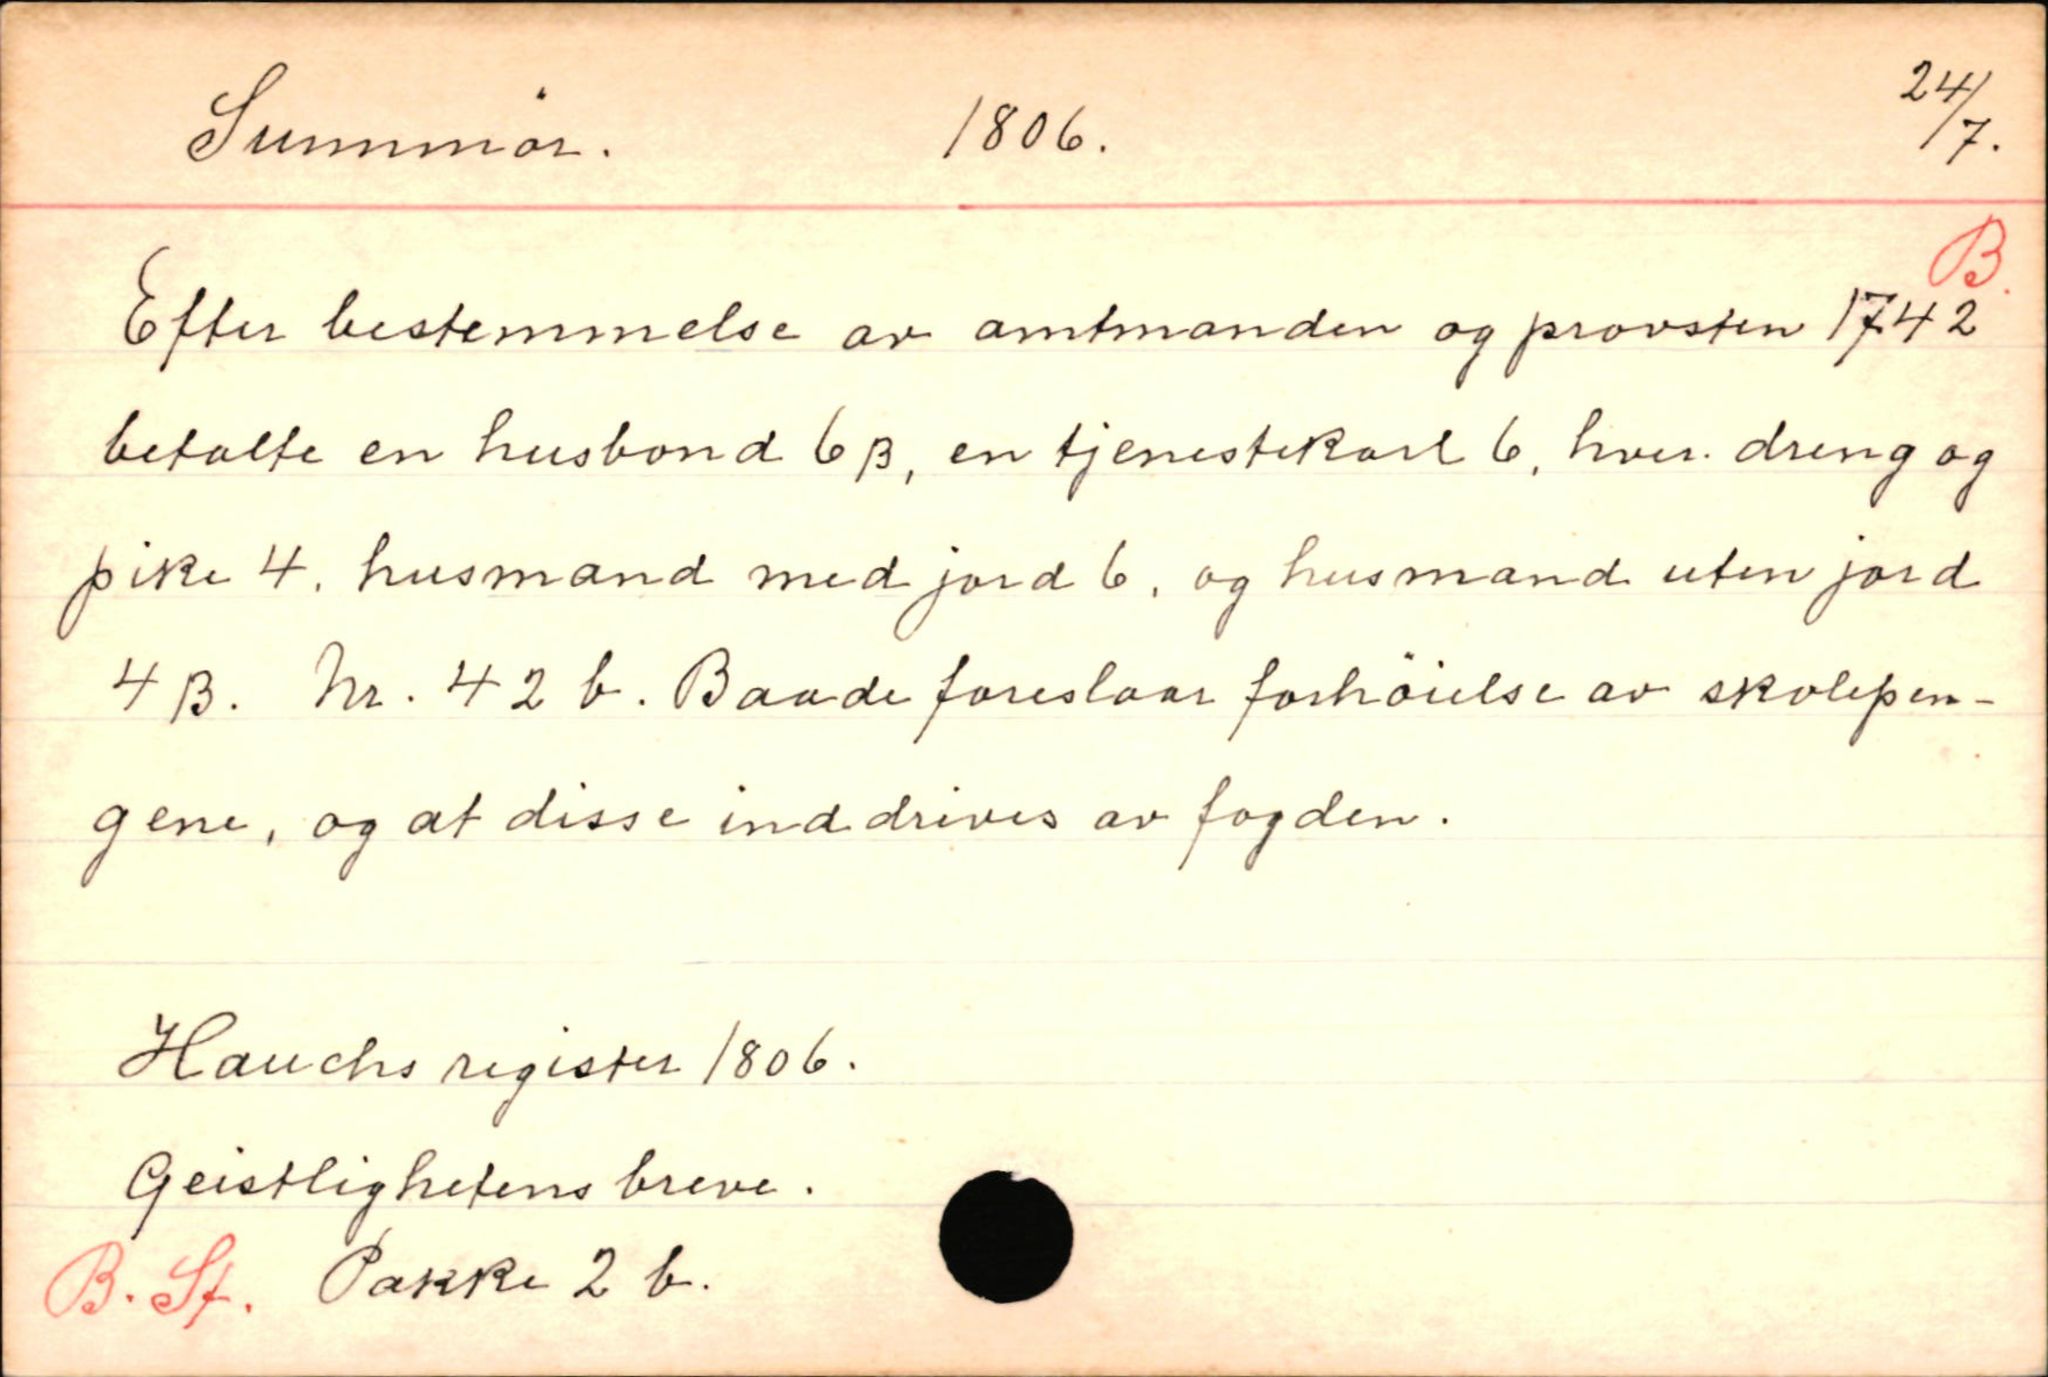 Sunnmör. 1806. 24/7.
B.
Efter bestemmelse av amtmanden og provsten 1742
betalte en husbond 6 β, en tjenestekarl 6, hver dreng og
pike 4, husmand med jord 6, og husmand uten jord
4 β. Nr. 42 b. Baade foreslaar forhöielse av skolepen-
gene, og at disse inddrives av fogden.
Hauchs register 1806.
Geistlighetens breve.
B. St. Pakke 2 b.